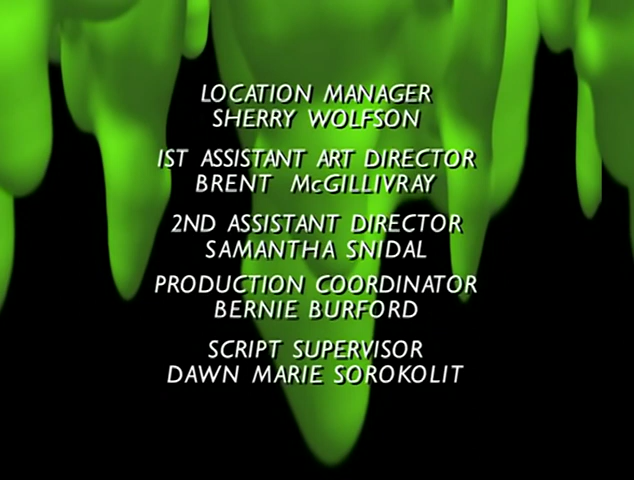 LOCATION MANAGER
SHERRY WOLFSON
1ST ASSISTANT ART DIRECTOR
BRENT McGILLIVRAY
2ND ASSISTANT DIRECTOR
SAMANTHA SNIDAL
PRODUCTION COORDINATOR
BERNIE BURFORD
SCRIPT SUPERVISOR
DAWN MARIE SOROKOLIT